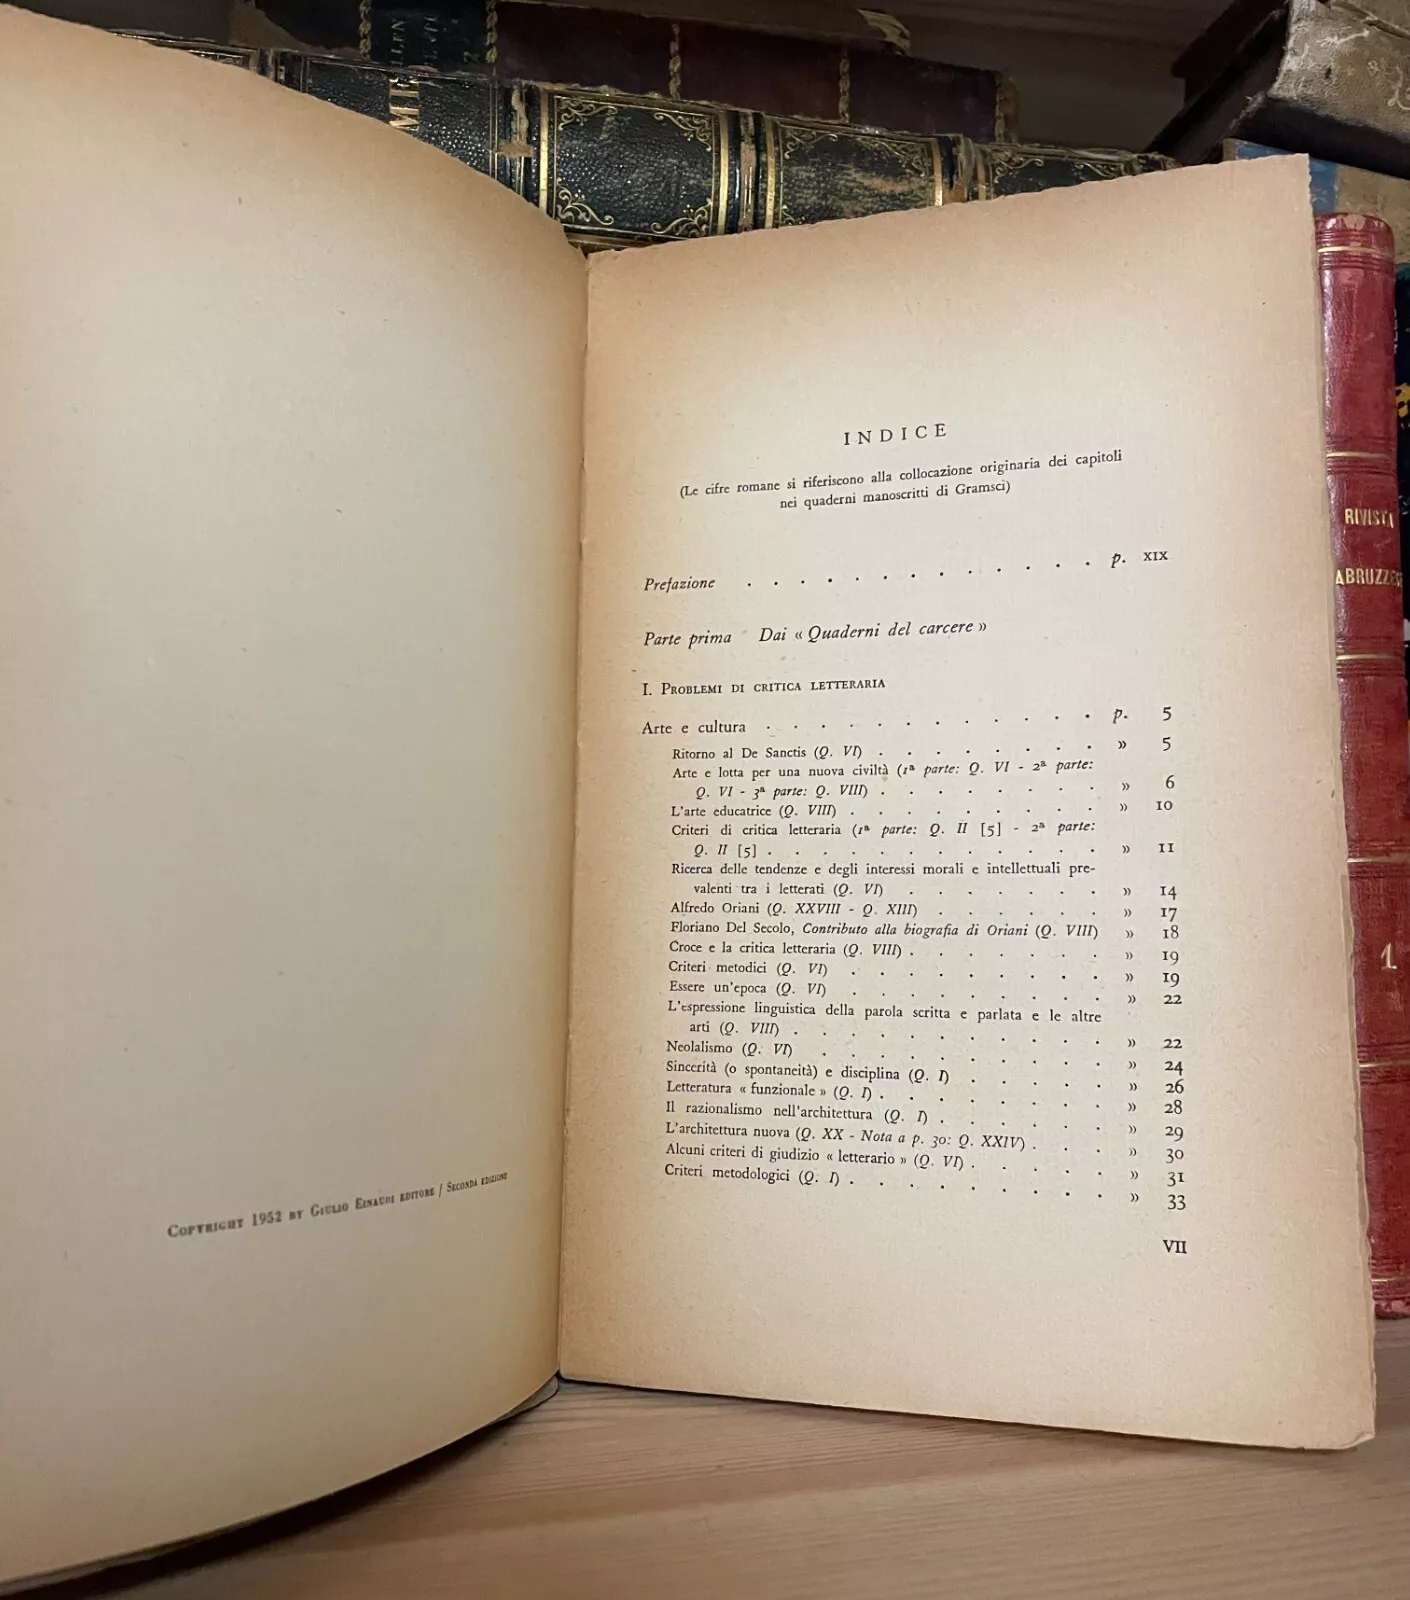 COPYRIGHT 1952 BY GIULIO EINAUDI EDITORE / SECONDA EDIZIONE
INDICE
(Le cifre romane si riferiscono alla collocazione originaria dei capitoli
nei quaderni manoscritti di Gramsci)
Prefazione . . . . . . . . . . . . . p. XIX
Parte prima Dai « Quaderni del carcere »
I. PROBLEMI DI CRITICA LETTERARIA
Arte e cultura . . . . . . . . . . . . p. 5
Ritorno al De Sanctis (Q. VI) . . . . . . . . » 5
Arte e lotta per una nuova civiltà (1ª parte: Q. VI - 2ª parte:
Q. VI - 3ª parte: Q. VIII) . . . . . . . . » 6
L'arte educatrice (Q. VIII) . . . . . . . . . » 10
Criteri di critica letteraria (1ª parte: Q. II [5] - 2ª parte:
Q. II [5] . . . . . . . . . . . . » 11
Ricerca delle tendenze e degli interessi morali e intellettuali pre-
valenti tra i letterati (Q. VI) . . . . . . . » 14
Alfredo Oriani (Q. XXVIII - Q. XIII) . . . . . . » 17
Floriano Del Secolo, Contributo alla biografia di Oriani (Q. VIII) » 18
Croce e la critica letteraria (Q. VIII) . . . . . . . » 19
Criteri metodici (Q. VI) . . . . . . . . . » 19
Essere un'epoca (Q. VI) . . . . . . . . . » 22
L'espressione linguistica della parola scritta e parlata e le altre
arti (Q. VIII) . . . . . . . . . . . » 22
Neolalismo (Q. VI) . . . . . . . . . . » 24
Sincerità (o spontaneità) e disciplina (Q. I) . . . . . » 26
Letteratura « funzionale » (Q. I) . . . . . . . . » 28
Il razionalismo nell'architettura (Q. I) . . . . . . » 29
L'architettura nuova (Q. XX - Nota a p. 30: Q. XXIV) . . . » 30
Alcuni criteri di giudizio « letterario » (Q. VI) . . . . . » 31
Criteri metodologici (Q. I) . . . . . . . . . » 33
VII
RIVISTA
ABRUZZES
1